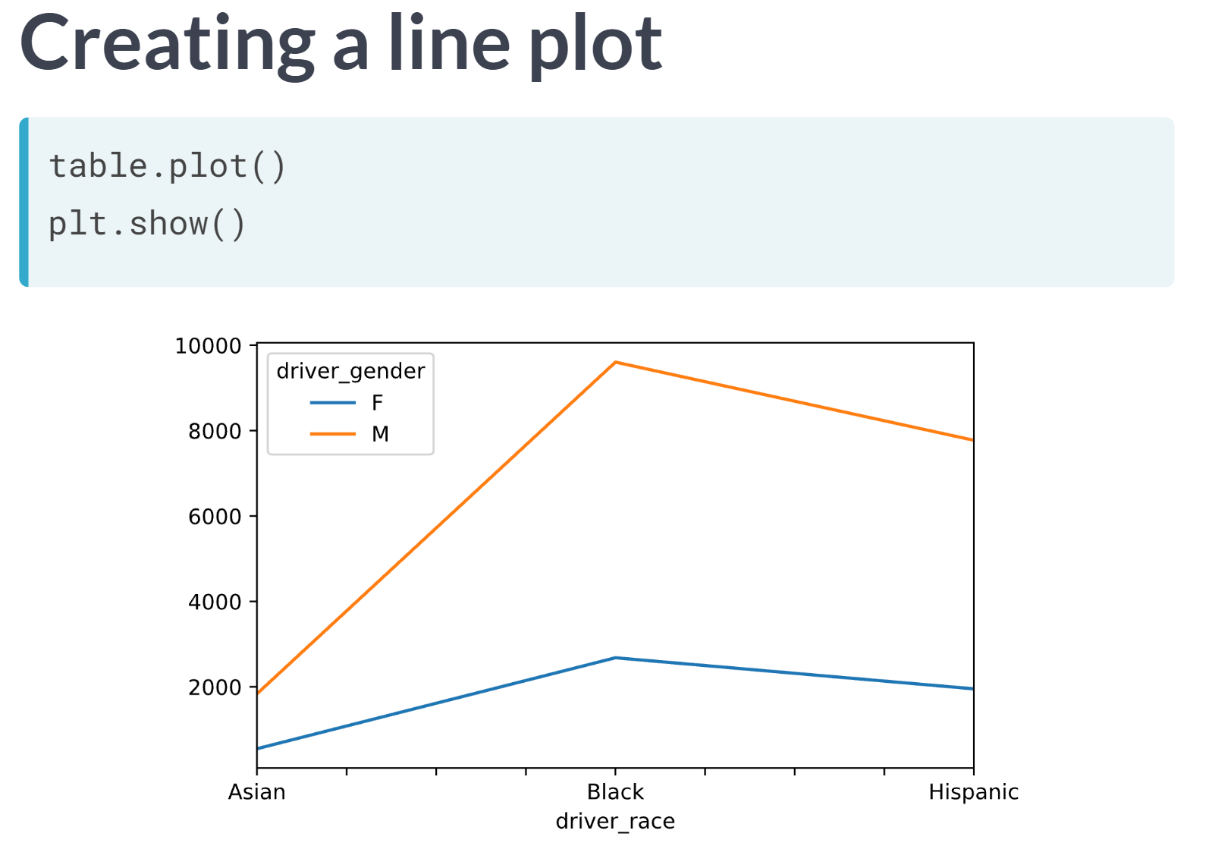 Creating a line plot
table.plot()
plt.show()
10000
8000
6000
4000
2000
driver_gender
F
M
Asian Black Hispanic
driver_race